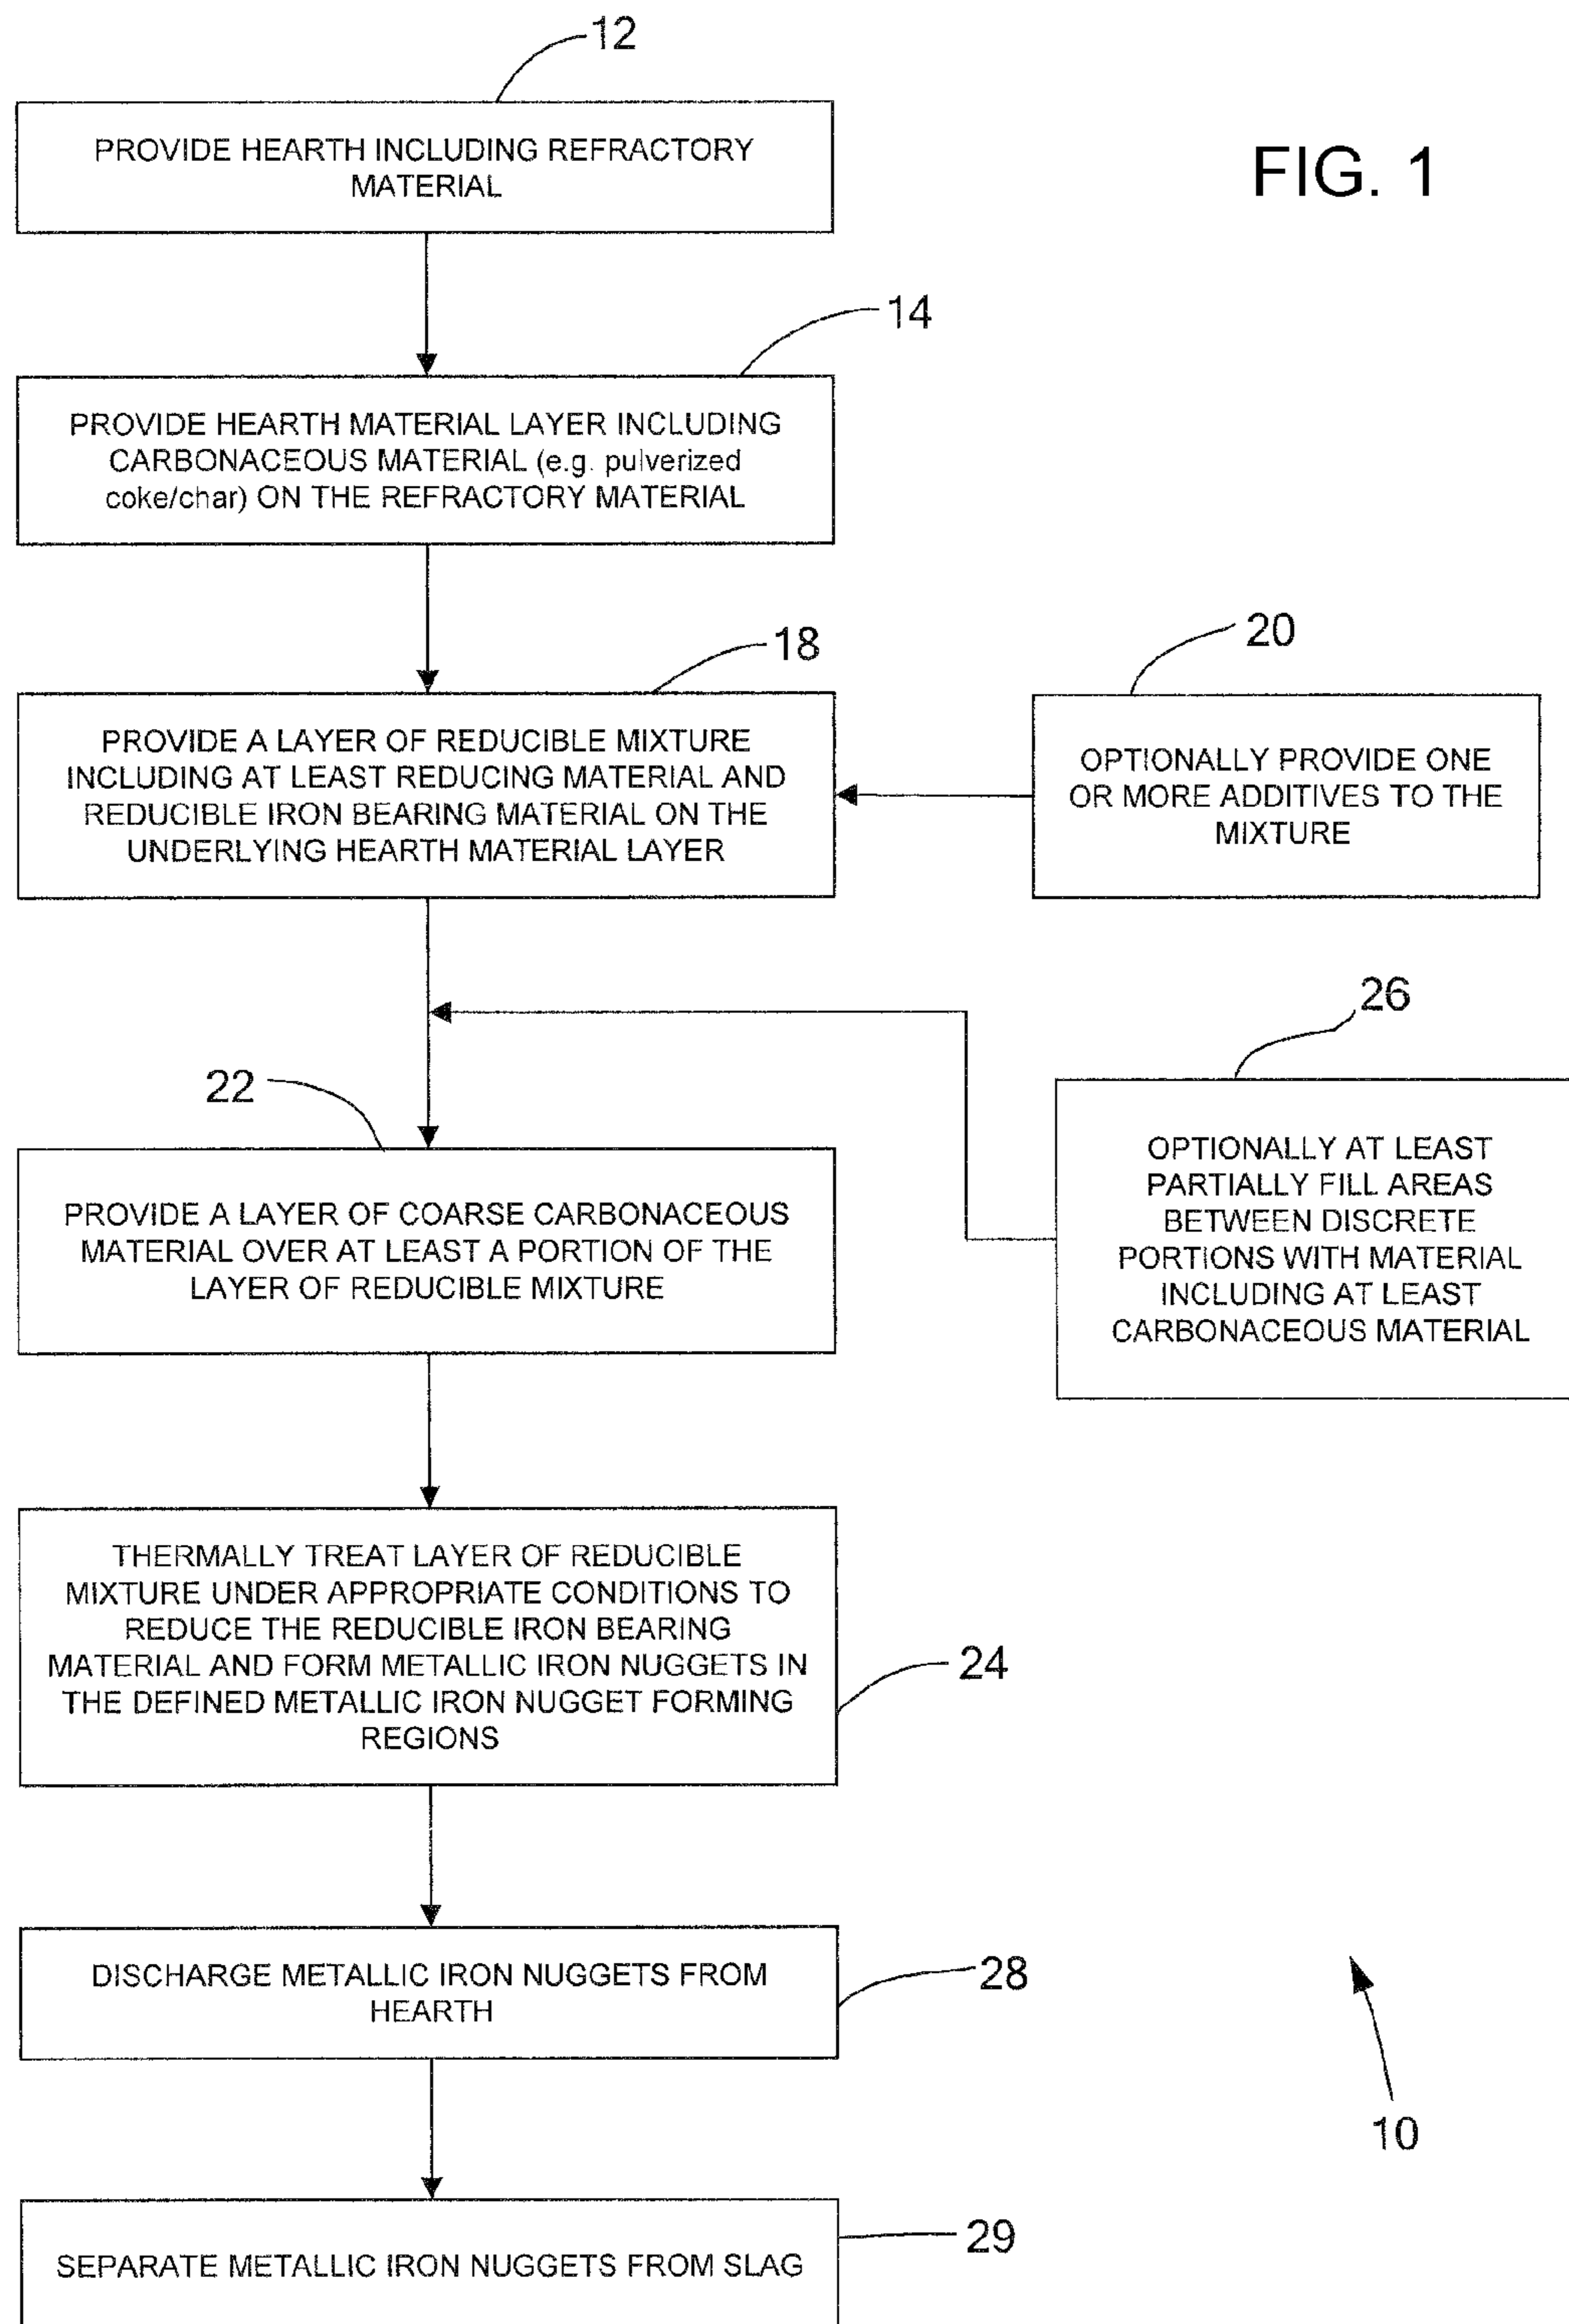 12
PROVIDE HEARTH INCLUDING REFRACTORY
MATERIAL
FIG. 1
14
PROVIDE HEARTH MATERIAL LAYER INCLUDING
CARBONACEOUS MATERIAL (e.g. pulverized
coke/char) ON THE REFRACTORY MATERIAL
18
PROVIDE A LAYER OF REDUCIBLE MIXTURE
INCLUDING AT LEAST REDUCING MATERIAL AND
REDUCIBLE IRON BEARING MATERIAL ON THE
UNDERLYING HEARTH MATERIAL LAYER
20
OPTIONALLY PROVIDE ONE
OR MORE ADDITIVES TO THE
MIXTURE
26
OPTIONALLY AT LEAST
PARTIALLY FILL AREAS
BETWEEN DISCRETE
PORTIONS WITH MATERIAL
INCLUDING AT LEAST
CARBONACEOUS MATERIAL
22
PROVIDE A LAYER OF COARSE CARBONACEOUS
MATERIAL OVER AT LEAST A PORTION OF THE
LAYER OF REDUCIBLE MIXTURE
THERMALLY TREAT LAYER OF REDUCIBLE
MIXTURE UNDER APPROPRIATE CONDITIONS TO
REDUCE THE REDUCIBLE IRON BEARING
MATERIAL AND FORM METALLIC IRON NUGGETS IN
THE DEFINED METALLIC IRON NUGGET FORMING
REGIONS
24
DISCHARGE METALLIC IRON NUGGETS FROM
HEARTH
28
10
SEPARATE METALLIC IRON NUGGETS FROM SLAG
29